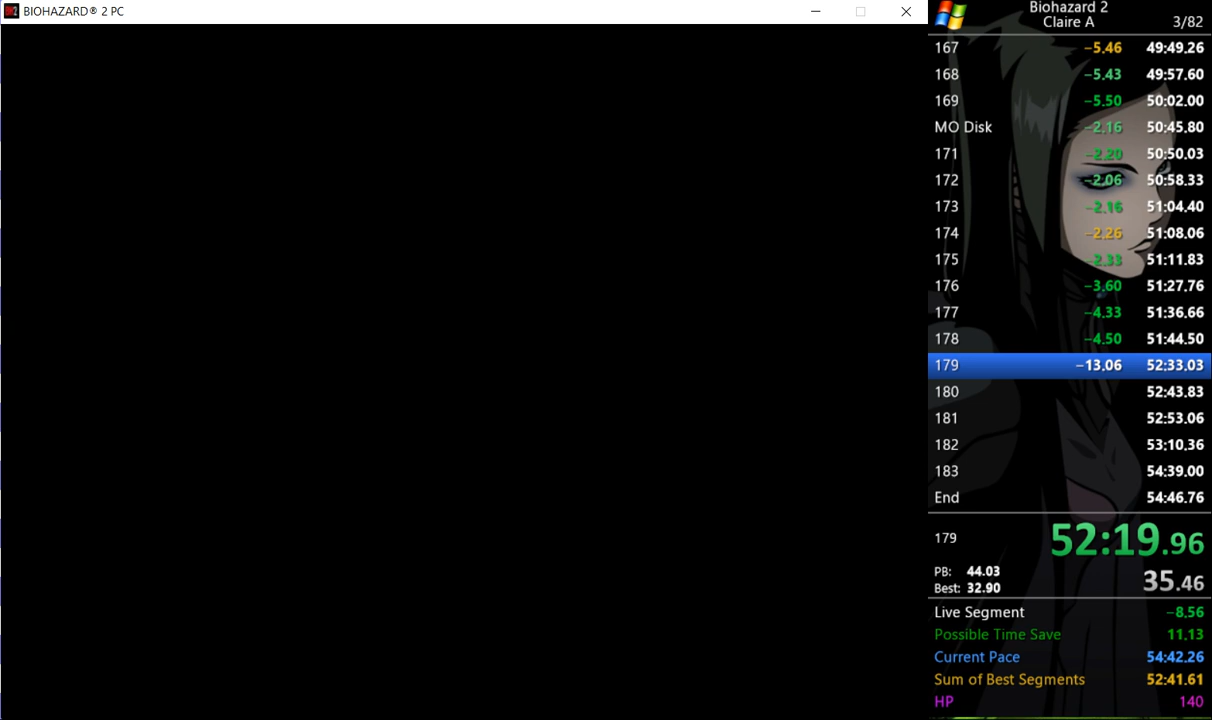 BIOHAZARD® 2 PC
Biohazard 2
Claire A 3/82
167 −5.46 49:49.26
168 −5.43 49:57.60
169 −5.50 50:02.00
MO Disk −2.16 50:45.80
171 −2.20 50:50.03
172 −2.06 50:58.33
173 −2.16 51:04.40
174 −2.26 51:08.06
175 −2.33 51:11.83
176 −3.60 51:27.76
177 −4.33 51:36.66
178 −4.50 51:44.50
179 −13.06 52:33.03
180 52:43.83
181 52:53.06
182 53:10.36
183 54:39.00
End 54:46.76
179 52:19.96
PB: 44.03
Best: 32.90 35.46
Live Segment −8.56
Possible Time Save 11.13
Current Pace 54:42.26
Sum of Best Segments 52:41.61
HP 140